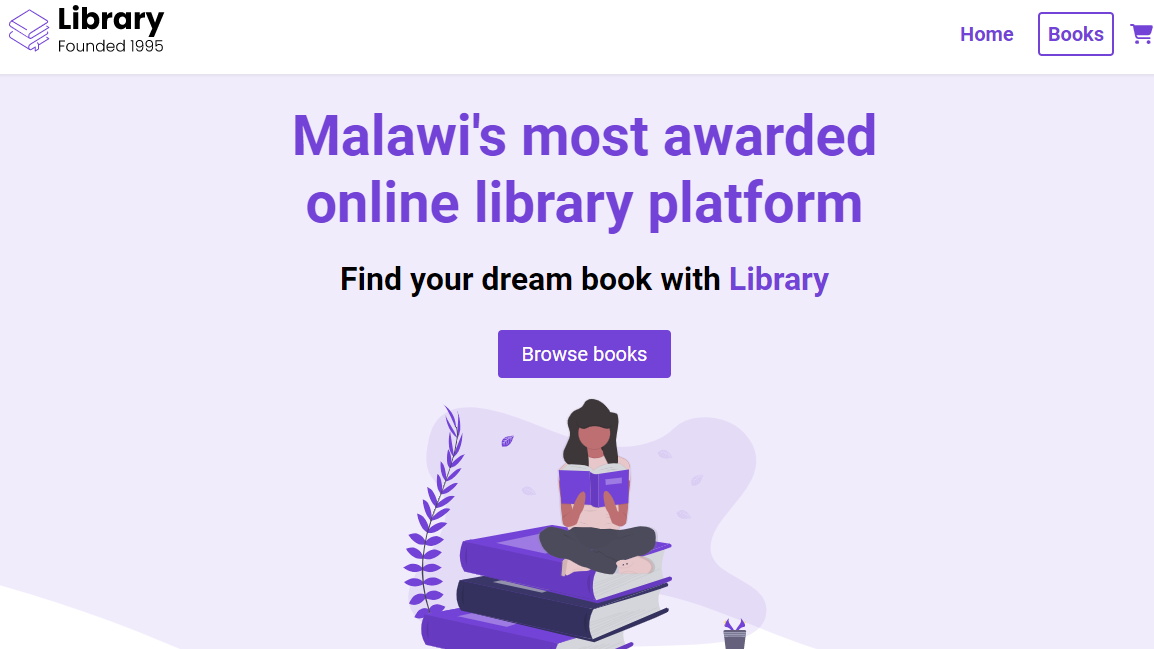 Library
Founded 1995
Home
Books
Malawi's most awarded
online library platform
Find your dream book with Library
Browse books